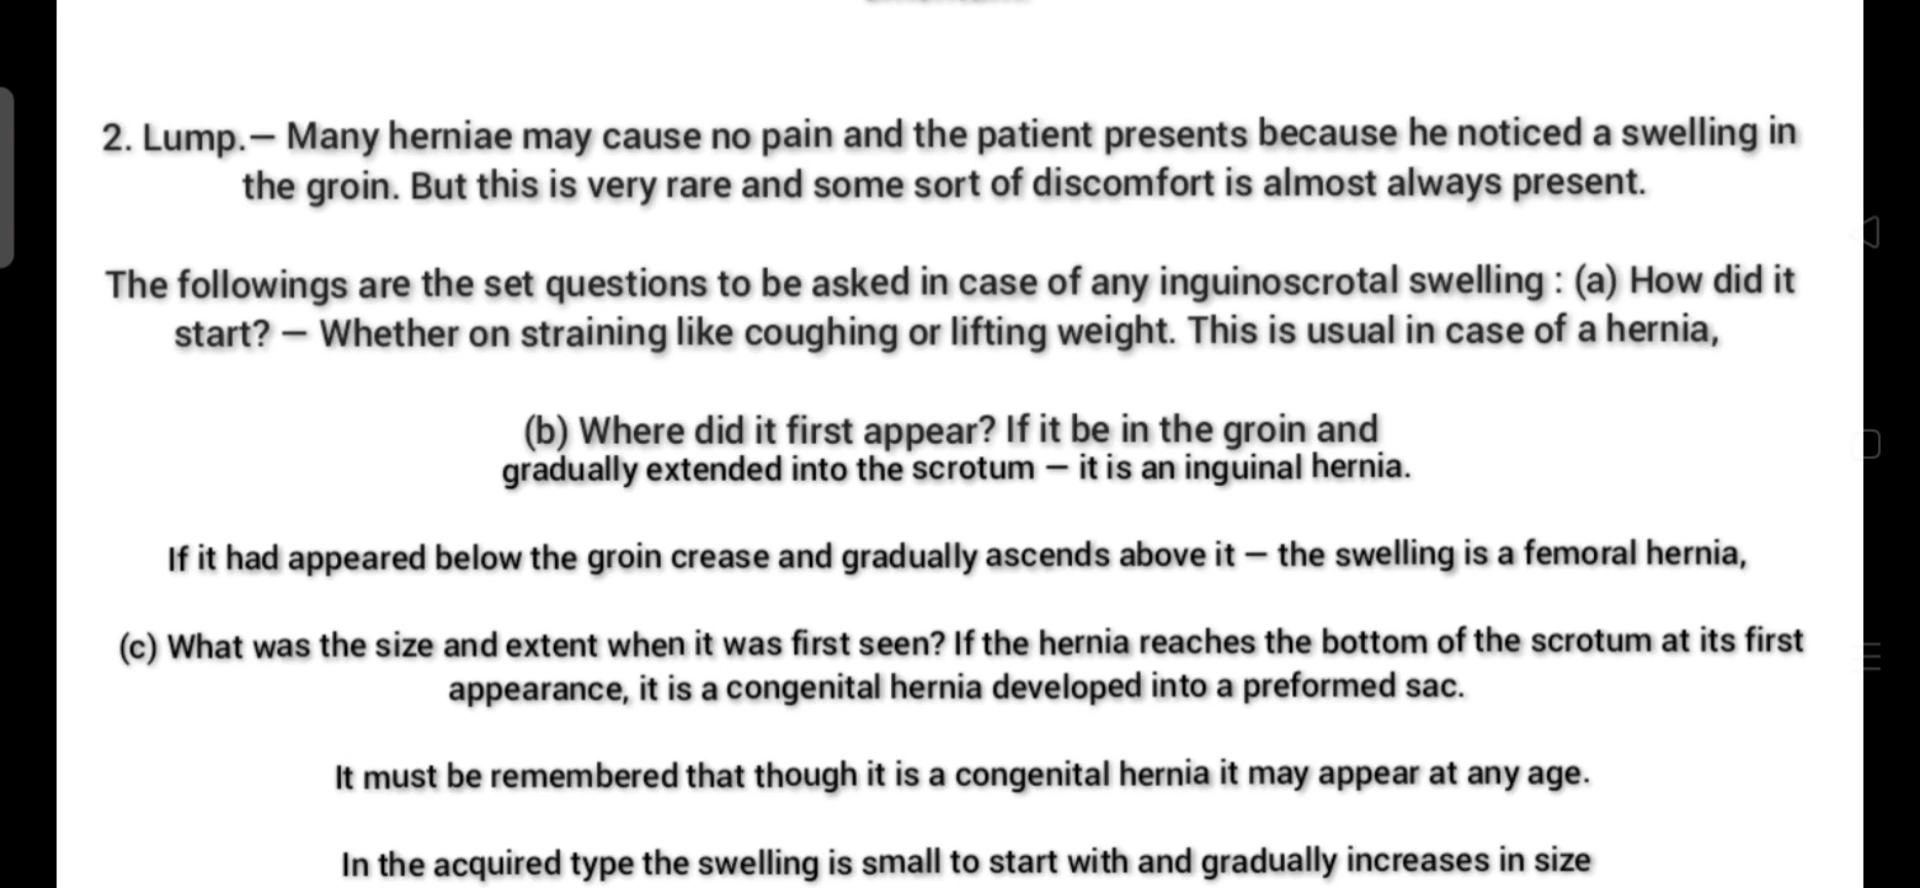 2. Lump.— Many herniae may cause no pain and the patient presents because he noticed a swelling in
the groin. But this is very rare and some sort of discomfort is almost always present.
The followings are the set questions to be asked in case of any inguinoscrotal swelling : (a) How did it
start? — Whether on straining like coughing or lifting weight. This is usual in case of a hernia,
(b) Where did it first appear? If it be in the groin and
gradually extended into the scrotum — it is an inguinal hernia.
If it had appeared below the groin crease and gradually ascends above it — the swelling is a femoral hernia,
(c) What was the size and extent when it was first seen? If the hernia reaches the bottom of the scrotum at its first
appearance, it is a congenital hernia developed into a preformed sac.
It must be remembered that though it is a congenital hernia it may appear at any age.
In the acquired type the swelling is small to start with and gradually increases in size